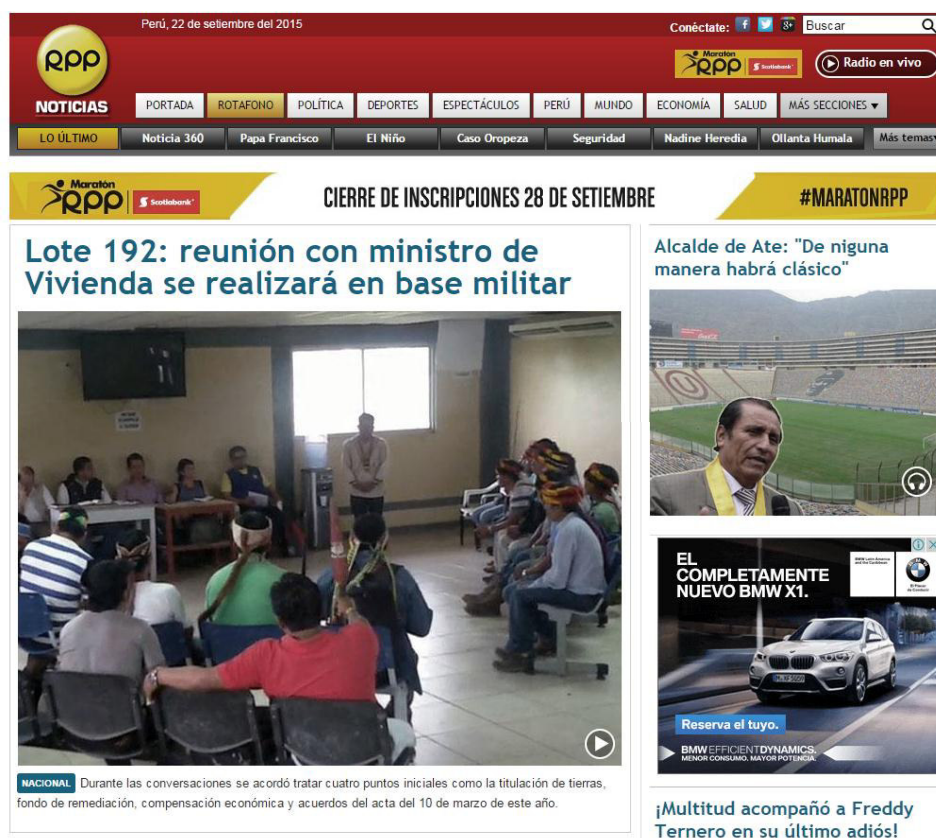 Perú, 22 de setiembre del 2015
Conéctate:
Buscar
RPP
NOTICIAS
Maratón
RPP Scotiabank
Radio en vivo
PORTADA ROTAFONO POLÍTICA DEPORTES ESPECTÁCULOS PERÚ MUNDO ECONOMÍA SALUD MÁS SECCIONES
LO ÚLTIMO Noticia 360 Papa Francisco El Niño Caso Oropeza Seguridad Nadine Heredia Ollanta Humala Más temas
Maratón
RPP Scotiabank
CIERRE DE INSCRIPCIONES 28 DE SETIEMBRE
#MARATONRPP
Lote 192: reunión con ministro de
Vivienda se realizará en base militar
NACIONAL Durante las conversaciones se acordó tratar cuatro puntos iniciales como la titulación de tierras,
fondo de remediación, compensación económica y acuerdos del acta del 10 de marzo de este año.
Alcalde de Ate: "De niguna
manera habrá clásico"
EL
COMPLETAMENTE
NUEVO BMW X1.
BMW Latin America
and the Caribbean
Reserva el tuyo.
BMW EFFICIENTDYNAMICS.
MENOR CONSUMO. MAYOR POTENCIA.
¡Multitud acompañó a Freddy
Ternero en su último adiós!